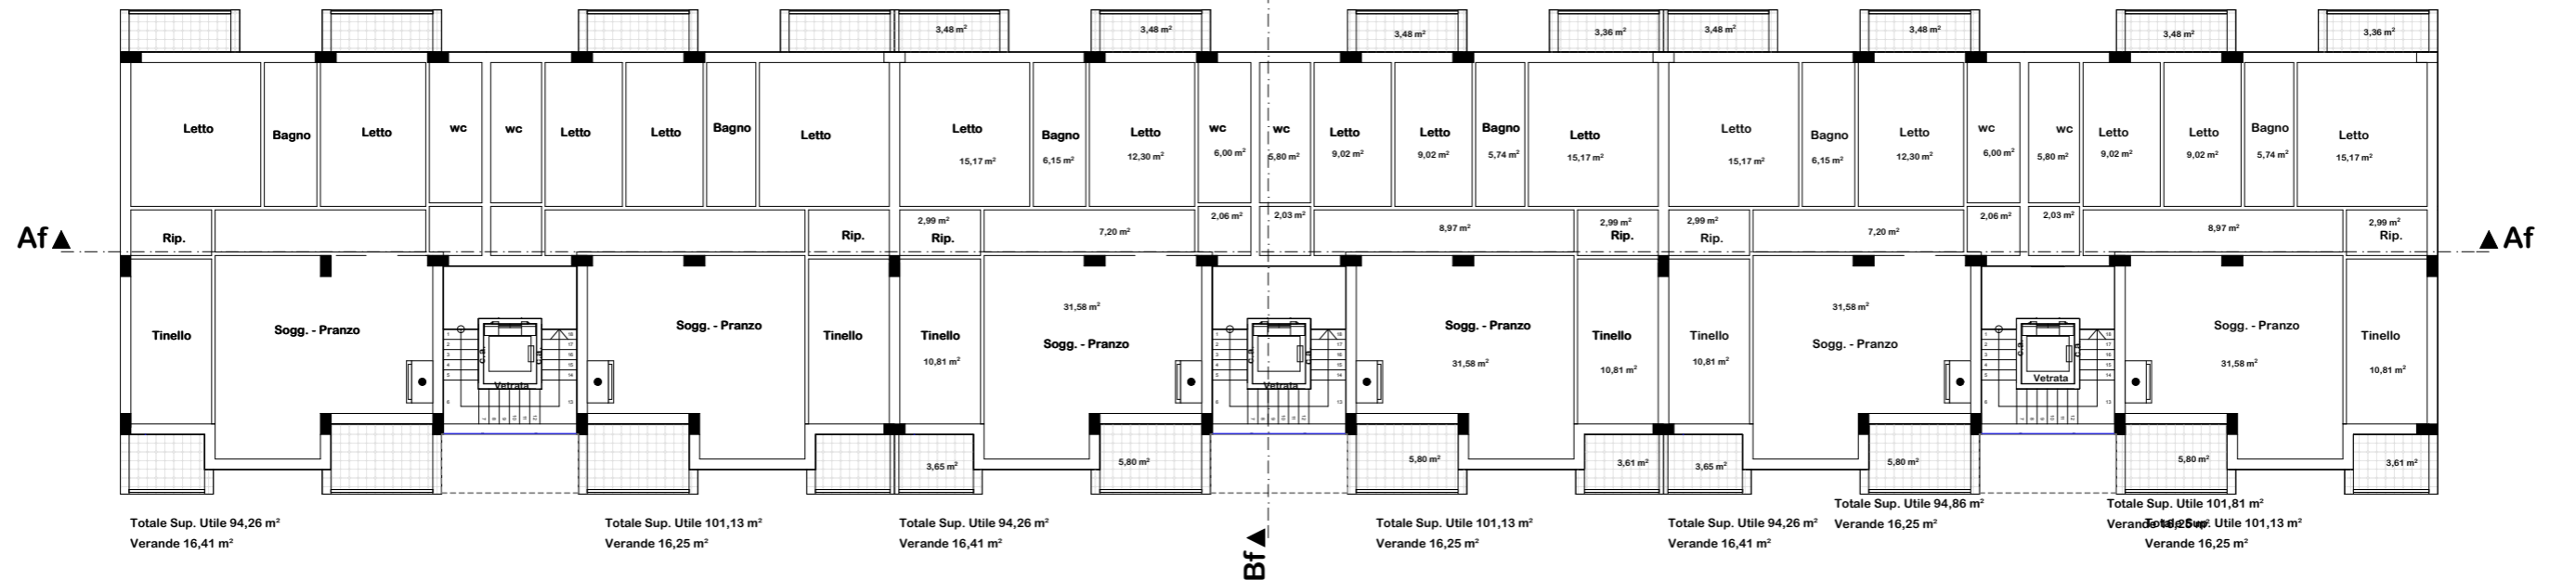 3,48 m² 3,48 m² 3,48 m² 3,36 m² 3,48 m² 3,48 m² 3,48 m² 3,36 m²
Letto Bagno Letto wc wc Letto Letto Bagno Letto Letto Bagno Letto wc wc Letto Letto Bagno Letto Letto Bagno Letto wc wc Letto Letto Bagno Letto
15,17 m² 6,15 m² 12,30 m² 6,00 m² 5,80 m² 9,02 m² 9,02 m² 5,74 m² 15,17 m² 15,17 m² 6,15 m² 12,30 m² 6,00 m² 5,80 m² 9,02 m² 9,02 m² 5,74 m² 15,17 m²
2,99 m² 7,20 m² 2,06 m² 2,03 m² 8,97 m² 2,99 m² 2,99 m² 7,20 m² 2,06 m² 2,03 m² 8,97 m² 2,99 m²
Af Rip. Rip. Rip. Rip. Rip. Rip. Af
31,58 m² 31,58 m²
Tinello Sogg. - Pranzo Sogg. - Pranzo Tinello Tinello Sogg. - Pranzo Sogg. - Pranzo Tinello Tinello Sogg. - Pranzo Sogg. - Pranzo Tinello
10,81 m² 31,58 m² 10,81 m² 10,81 m² 31,58 m² 10,81 m²
c.a. c.a. c.a. c.a. c.a. c.a.
Vetrata Vetrata Vetrata
3,65 m² 5,80 m² 5,80 m² 3,61 m² 3,65 m² 5,80 m² 5,80 m² 3,61 m²
Totale Sup. Utile 94,86 m² Totale Sup. Utile 101,81 m²
Verande 16,25 m² Verande 16,25 m²
Totale Sup. Utile 94,26 m² Totale Sup. Utile 101,13 m² Totale Sup. Utile 94,26 m² Totale Sup. Utile 101,13 m² Totale Sup. Utile 94,26 m² Totale Sup. Utile 101,13 m²
Verande 16,41 m² Verande 16,25 m² Verande 16,41 m² Verande 16,25 m² Verande 16,41 m² Verande 16,25 m²
Bf